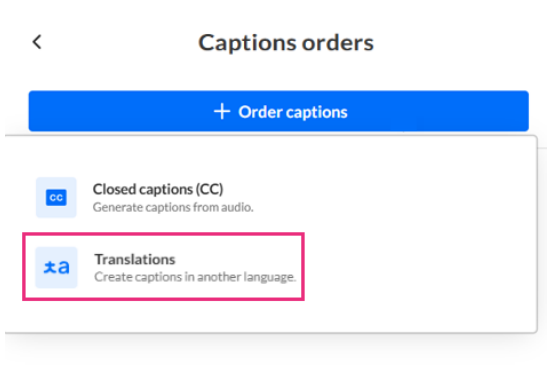 Captions orders
+ Order captions
CC
Closed captions (CC)
Generate captions from audio.
Translations
Create captions in another language.